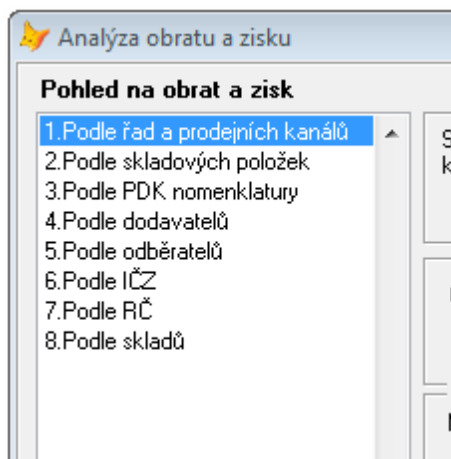 Analýza obratu a zisku
Pohled na obrat a zisk
1.Podle řad a prodejních kanálů
2.Podle skladových položek
3.Podle PDK nomenklatury
4.Podle dodavatelů
5.Podle odběratelů
6.Podle IČZ
7.Podle RČ
8.Podle skladů